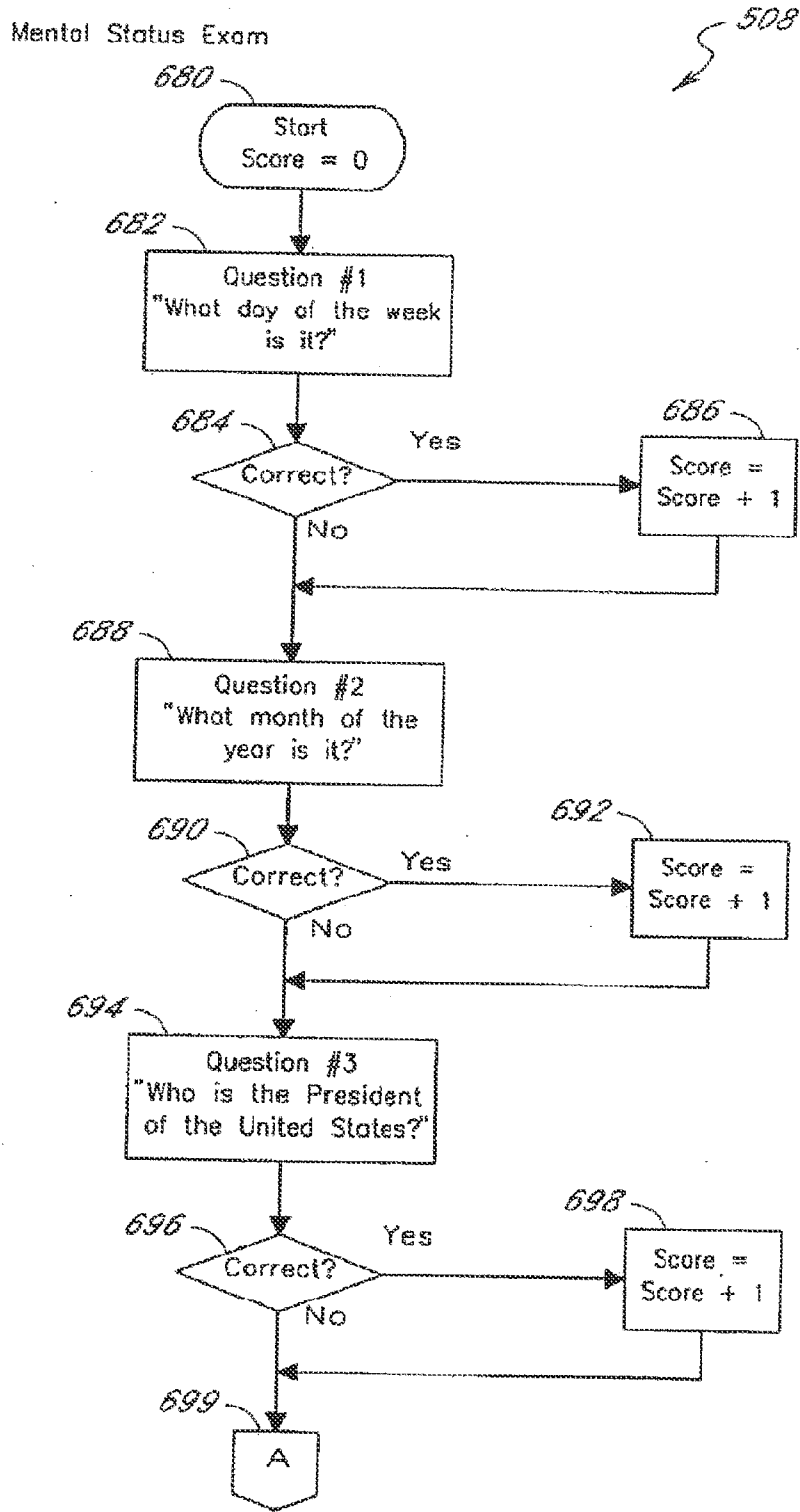 Mental Status Exam
508
680
Start
Score = 0
682
Question #1
"What day of the week
is it?"
684
Correct?
Yes
No
686
Score =
Score + 1
688
Question #2
"What month of the
year is it?"
690
Correct?
Yes
No
692
Score =
Score + 1
694
Question #3
"Who is the President
of the United States?"
696
Correct?
Yes
No
698
Score =
Score + 1
699
A